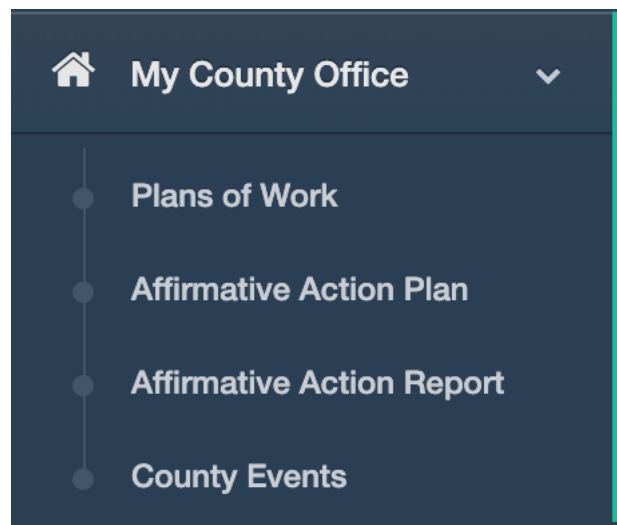 My County Office
Plans of Work
Affirmative Action Plan
Affirmative Action Report
County Events